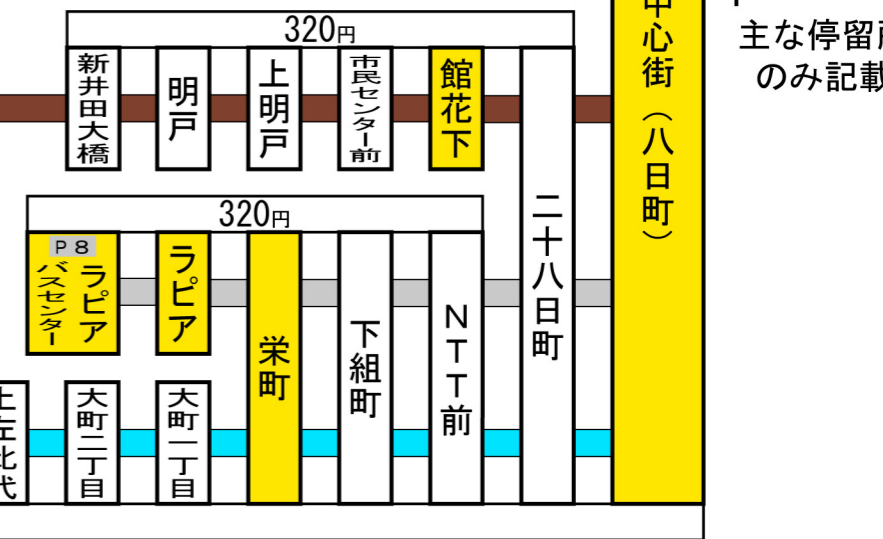 320円
新井田大橋
明戸
上明戸
市民センター前
館花下
二十八日町
中心街（八日町）
主な停留所
のみ記載
320円
P8
ラピア
バスセンター
ラピア
栄町
下組町
NTT前
大町二丁目
大町一丁目